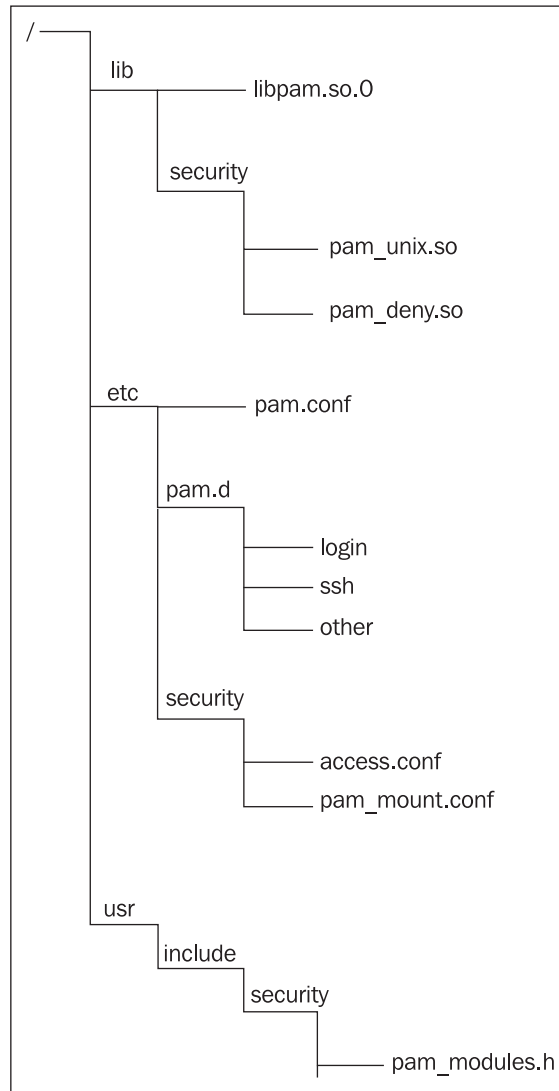 /
lib
libpam.so.0
security
pam_unix.so
pam_deny.so
etc
pam.conf
pam.d
login
ssh
other
security
access.conf
pam_mount.conf
usr
include
security
pam_modules.h